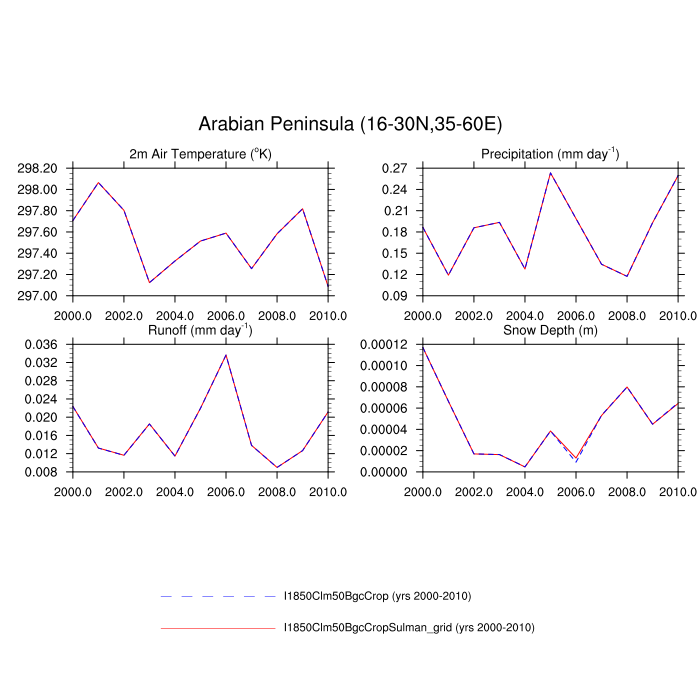 Arabian Peninsula (16-30N,35-60E)
2m Air Temperature (°K)
298.20
298.00
297.80
297.60
297.40
297.20
297.00
2000.0 2002.0 2004.0 2006.0 2008.0 2010.0
Precipitation (mm day⁻¹)
0.27
0.24
0.21
0.18
0.15
0.12
0.09
2000.0 2002.0 2004.0 2006.0 2008.0 2010.0
Runoff (mm day⁻¹)
0.036
0.032
0.028
0.024
0.020
0.016
0.012
0.008
2000.0 2002.0 2004.0 2006.0 2008.0 2010.0
Snow Depth (m)
0.00012
0.00010
0.00008
0.00006
0.00004
0.00002
0.00000
2000.0 2002.0 2004.0 2006.0 2008.0 2010.0
I1850Clm50BgcCrop (yrs 2000-2010)
I1850Clm50BgcCropSulman_grid (yrs 2000-2010)